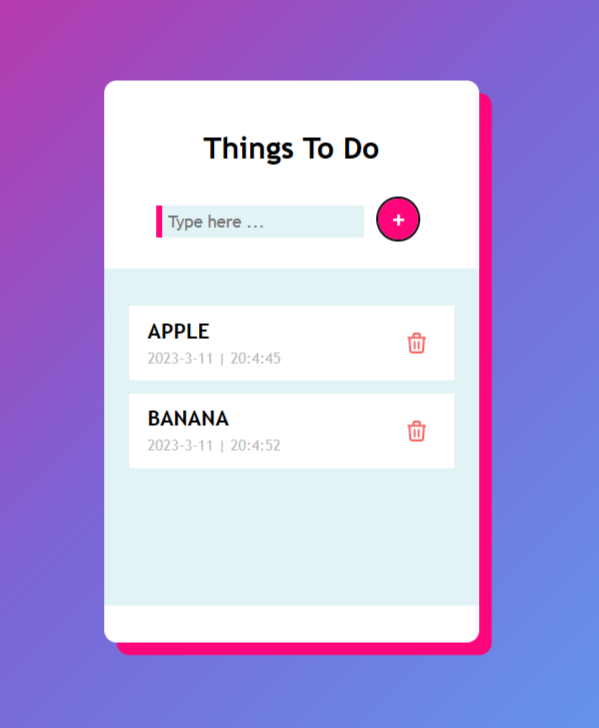 Things To Do
Type here ...
+
APPLE
2023-3-11 | 20:4:45
BANANA
2023-3-11 | 20:4:52